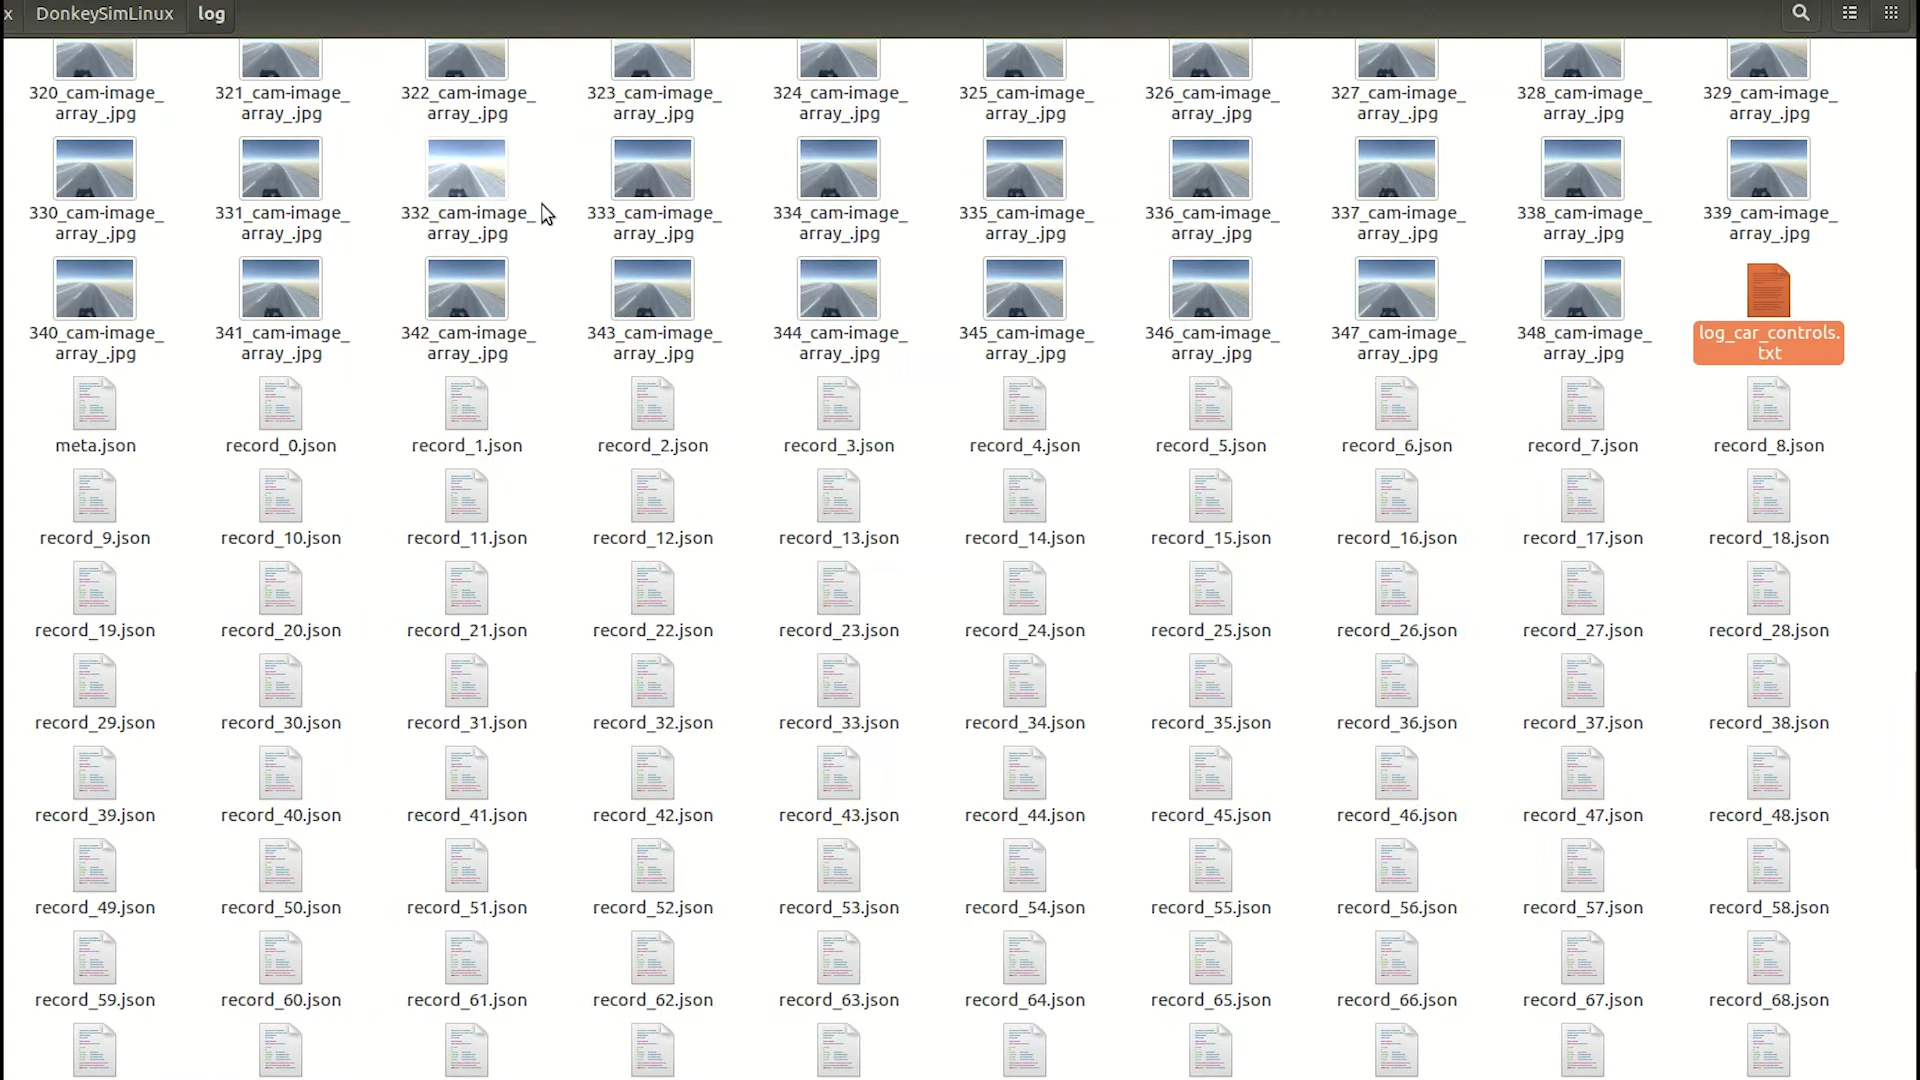 x DonkeySimLinux log
320_cam-image_ 321_cam-image_ 322_cam-image_ 323_cam-image_ 324_cam-image_ 325_cam-image_ 326_cam-image_ 327_cam-image_ 328_cam-image_ 329_cam-image_
array_.jpg array_.jpg array_.jpg array_.jpg array_.jpg array_.jpg array_.jpg array_.jpg array_.jpg array_.jpg
330_cam-image_ 331_cam-image_ 332_cam-image_ 333_cam-image_ 334_cam-image_ 335_cam-image_ 336_cam-image_ 337_cam-image_ 338_cam-image_ 339_cam-image_
array_.jpg array_.jpg array_.jpg array_.jpg array_.jpg array_.jpg array_.jpg array_.jpg array_.jpg array_.jpg
340_cam-image_ 341_cam-image_ 342_cam-image_ 343_cam-image_ 344_cam-image_ 345_cam-image_ 346_cam-image_ 347_cam-image_ 348_cam-image_ log_car_controls.
array_.jpg array_.jpg array_.jpg array_.jpg array_.jpg array_.jpg array_.jpg array_.jpg array_.jpg txt
meta.json record_0.json record_1.json record_2.json record_3.json record_4.json record_5.json record_6.json record_7.json record_8.json
record_9.json record_10.json record_11.json record_12.json record_13.json record_14.json record_15.json record_16.json record_17.json record_18.json
record_19.json record_20.json record_21.json record_22.json record_23.json record_24.json record_25.json record_26.json record_27.json record_28.json
record_29.json record_30.json record_31.json record_32.json record_33.json record_34.json record_35.json record_36.json record_37.json record_38.json
record_39.json record_40.json record_41.json record_42.json record_43.json record_44.json record_45.json record_46.json record_47.json record_48.json
record_49.json record_50.json record_51.json record_52.json record_53.json record_54.json record_55.json record_56.json record_57.json record_58.json
record_59.json record_60.json record_61.json record_62.json record_63.json record_64.json record_65.json record_66.json record_67.json record_68.json